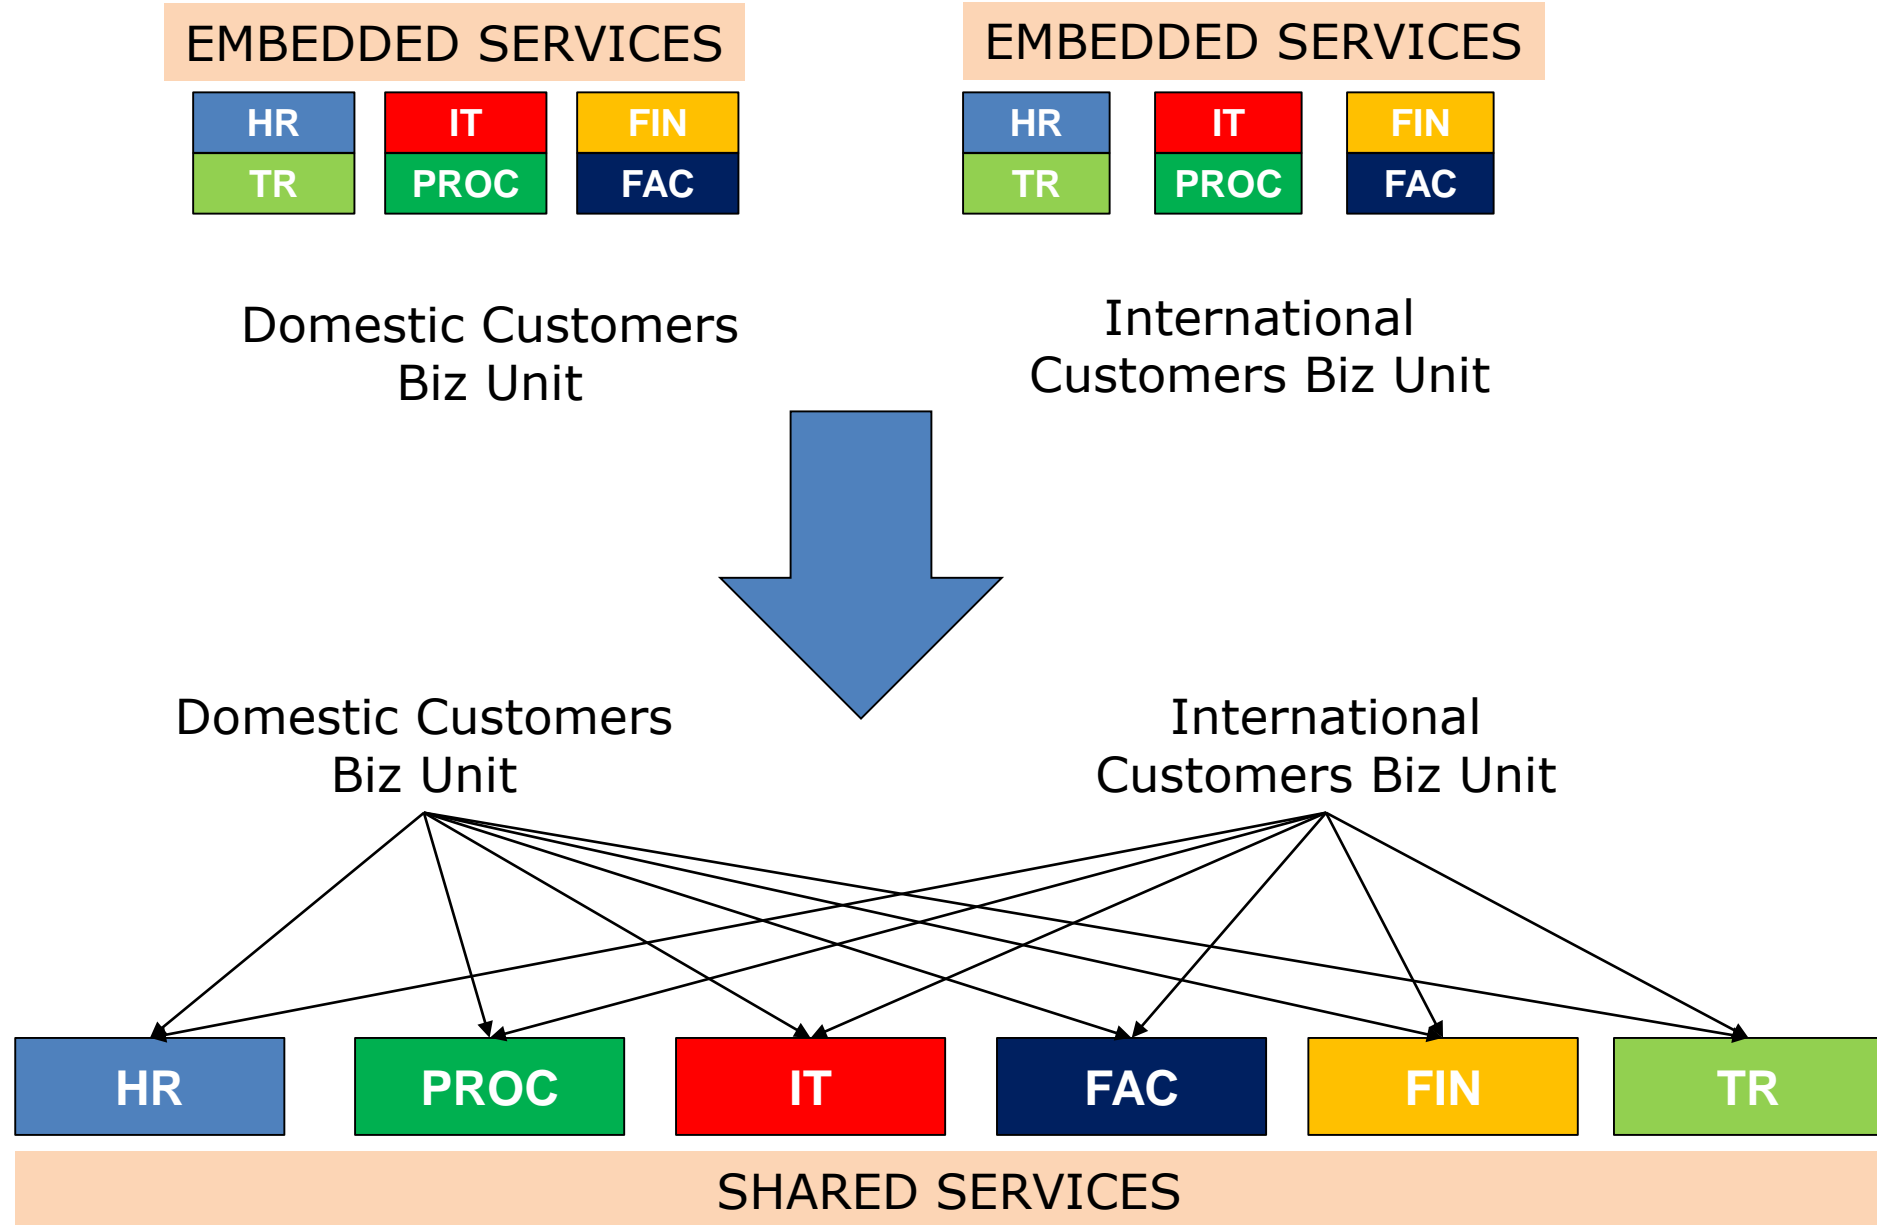 EMBEDDED SERVICES
EMBEDDED SERVICES
HR
IT
FIN
HR
IT
FIN
TR
PROC
FAC
TR
PROC
FAC
Domestic Customers
Biz Unit
International
Customers Biz Unit
Domestic Customers
Biz Unit
International
Customers Biz Unit
HR
PROC
IT
FAC
FIN
TR
SHARED SERVICES